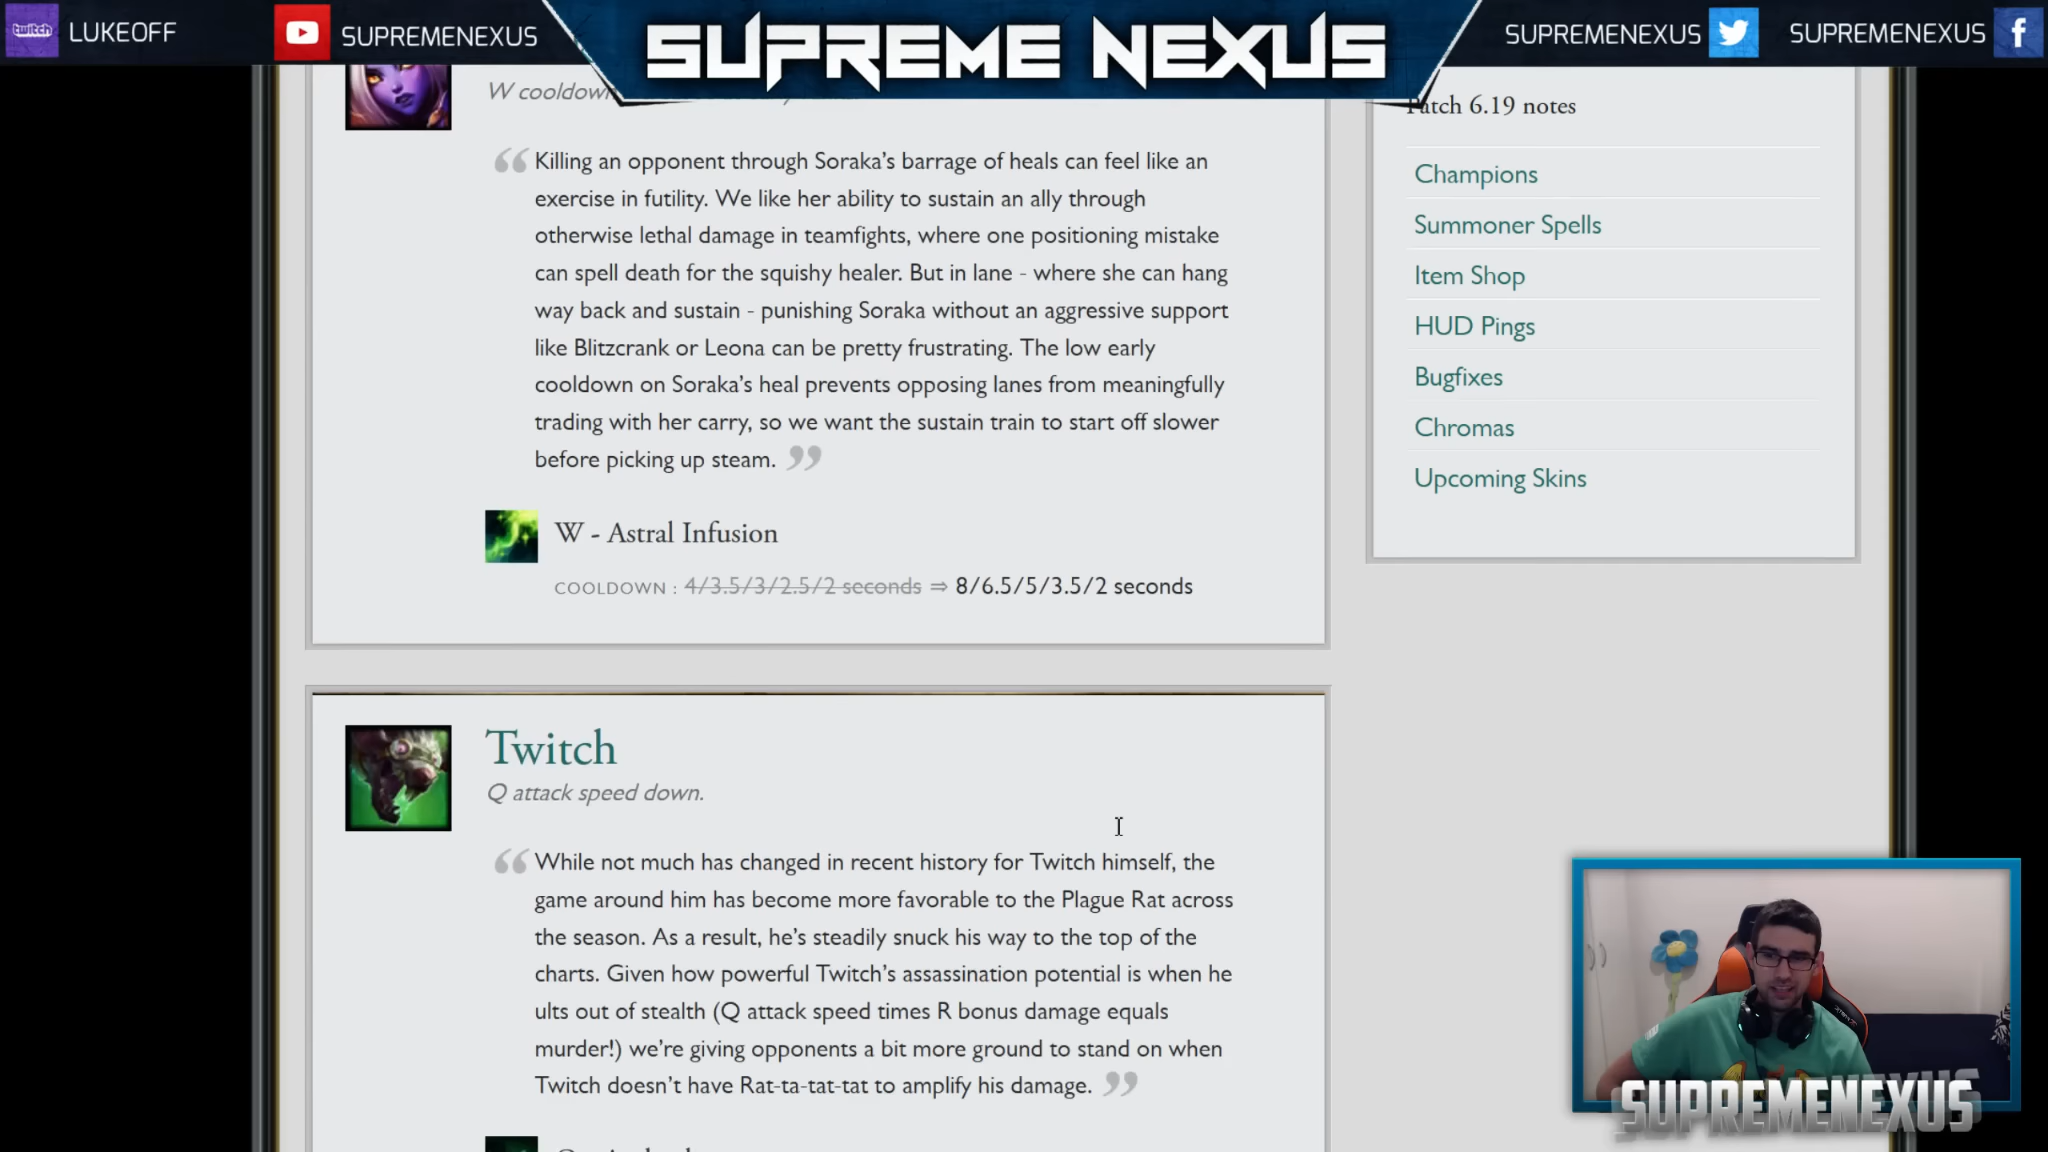 LUKEOFF
SUPREMENEXUS
SUPREME NEXUS
SUPREMENEXUS
SUPREMENEXUS
twitch
W cooldown
Killing an opponent through Soraka’s barrage of heals can feel like an
exercise in futility. We like her ability to sustain an ally through
otherwise lethal damage in teamfights, where one positioning mistake
can spell death for the squishy healer. But in lane - where she can hang
way back and sustain - punishing Soraka without an aggressive support
like Blitzcrank or Leona can be pretty frustrating. The low early
cooldown on Soraka’s heal prevents opposing lanes from meaningfully
trading with her carry, so we want the sustain train to start off slower
before picking up steam.
W - Astral Infusion
COOLDOWN : 4/3.5/3/2.5/2 seconds ⇒ 8/6.5/5/3.5/2 seconds
Twitch
Q attack speed down.
While not much has changed in recent history for Twitch himself, the
game around him has become more favorable to the Plague Rat across
the season. As a result, he’s steadily snuck his way to the top of the
charts. Given how powerful Twitch’s assassination potential is when he
ults out of stealth (Q attack speed times R bonus damage equals
murder!) we’re giving opponents a bit more ground to stand on when
Twitch doesn’t have Rat-ta-tat-tat to amplify his damage.
Patch 6.19 notes
Champions
Summoner Spells
Item Shop
HUD Pings
Bugfixes
Chromas
Upcoming Skins
SUPREMENEXUS